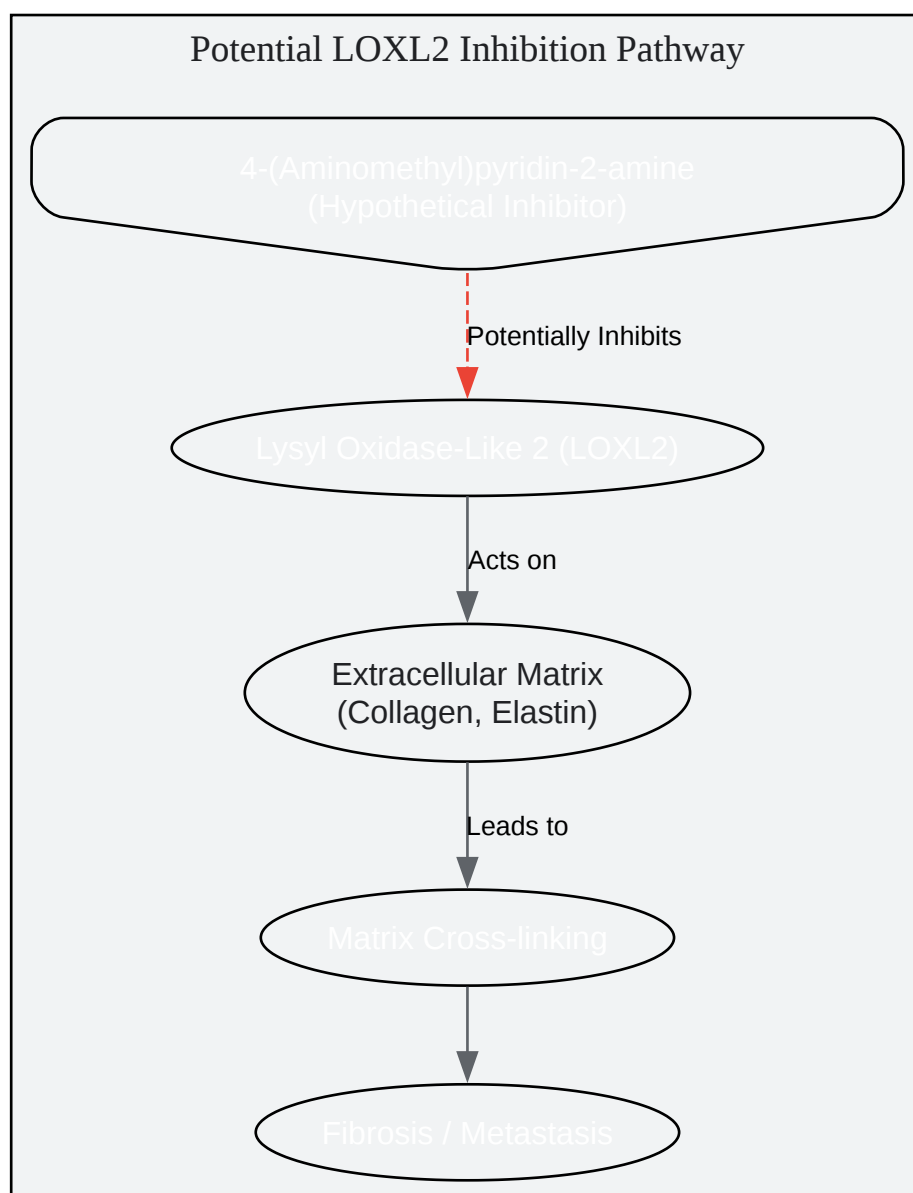 Potential LOXL2 Inhibition Pathway
4-(Aminomethyl)pyridin-2-amine
(Hypothetical Inhibitor)
Potentially Inhibits
Lysyl Oxidase-Like 2 (LOXL2)
Acts on
Extracellular Matrix
(Collagen, Elastin)
Leads to
Matrix Cross-linking
Fibrosis / Metastasis